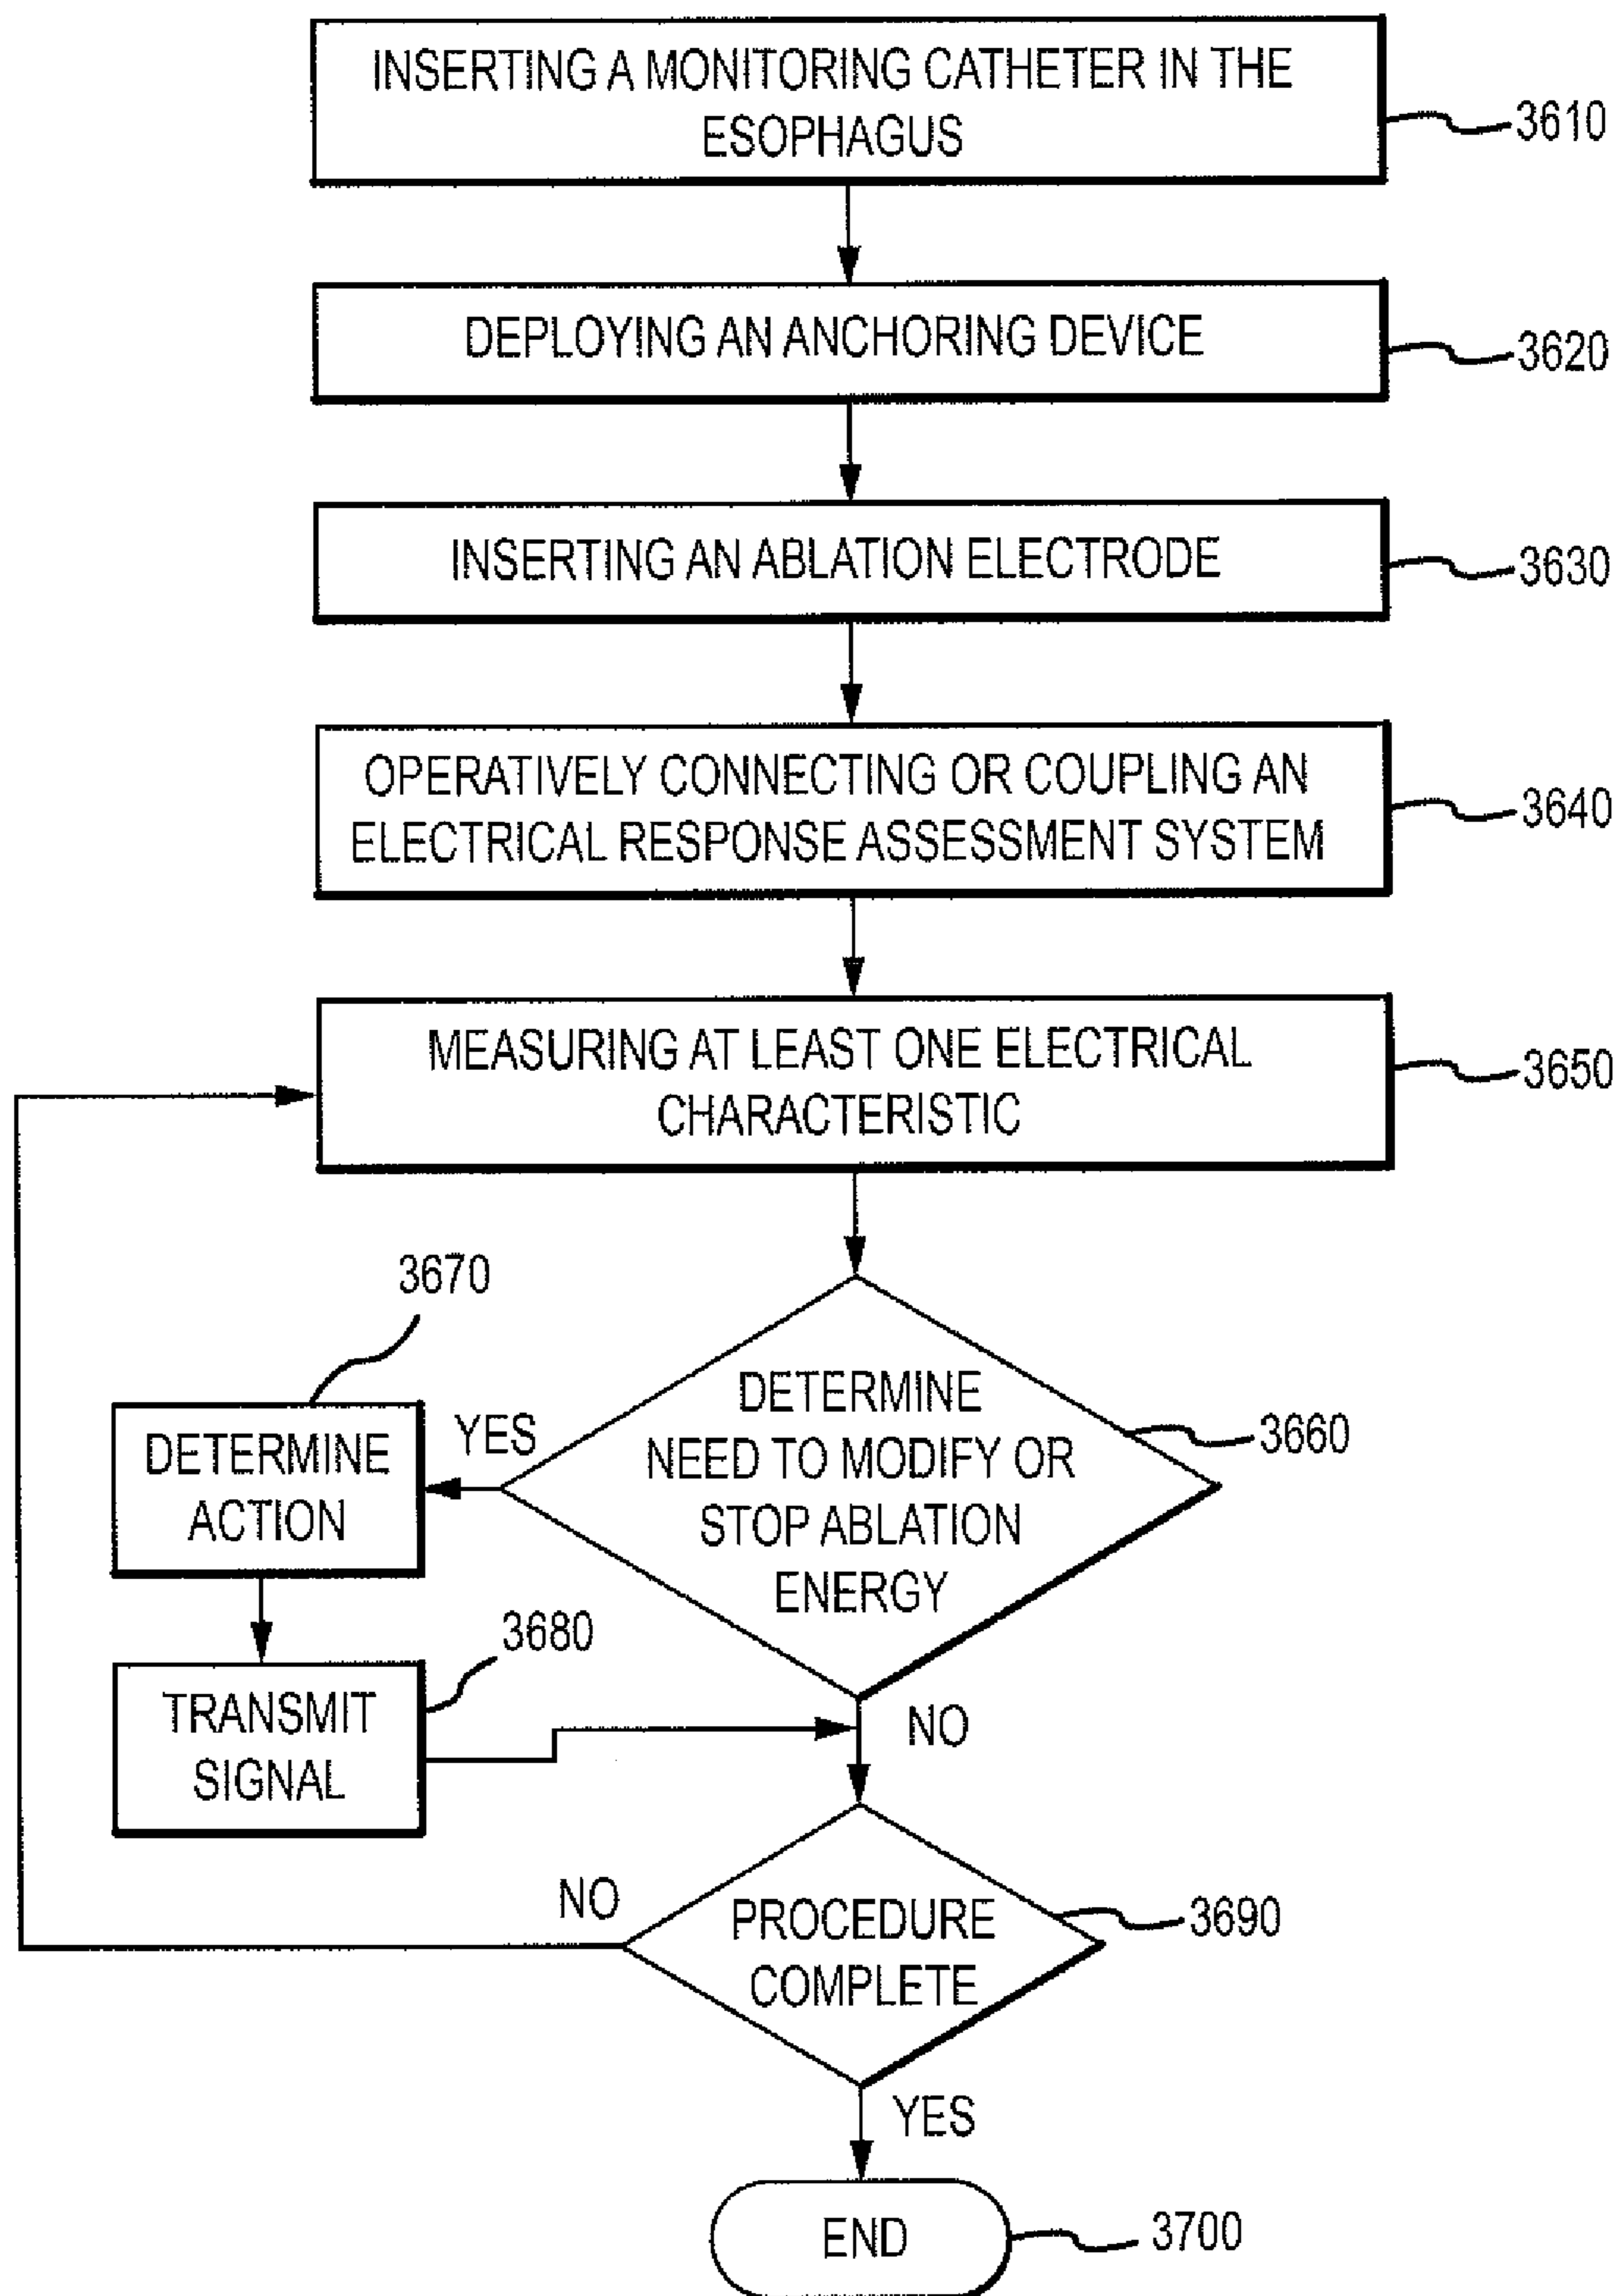 INSERTING A MONITORING CATHETER IN THE
ESOPHAGUS
3610
DEPLOYING AN ANCHORING DEVICE
3620
INSERTING AN ABLATION ELECTRODE
3630
OPERATIVELY CONNECTING OR COUPLING AN
ELECTRICAL RESPONSE ASSESSMENT SYSTEM
3640
MEASURING AT LEAST ONE ELECTRICAL
CHARACTERISTIC
3650
DETERMINE
NEED TO MODIFY OR
STOP ABLATION
ENERGY
3660
YES
3670
DETERMINE
ACTION
3680
TRANSMIT
SIGNAL
NO
PROCEDURE
COMPLETE
3690
NO
YES
END
3700